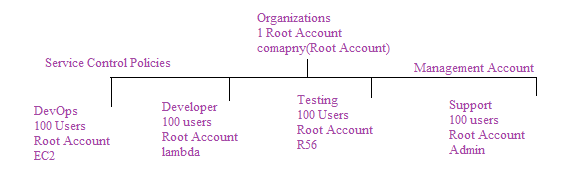 Organizations
1 Root Account
comapny(Root Account)
Service Control Policies
Management Account
DevOps
100 Users
Root Account
EC2
Developer
100 users
Root Account
lambda
Testing
100 Users
Root Account
R56
Support
100 users
Root Account
Admin